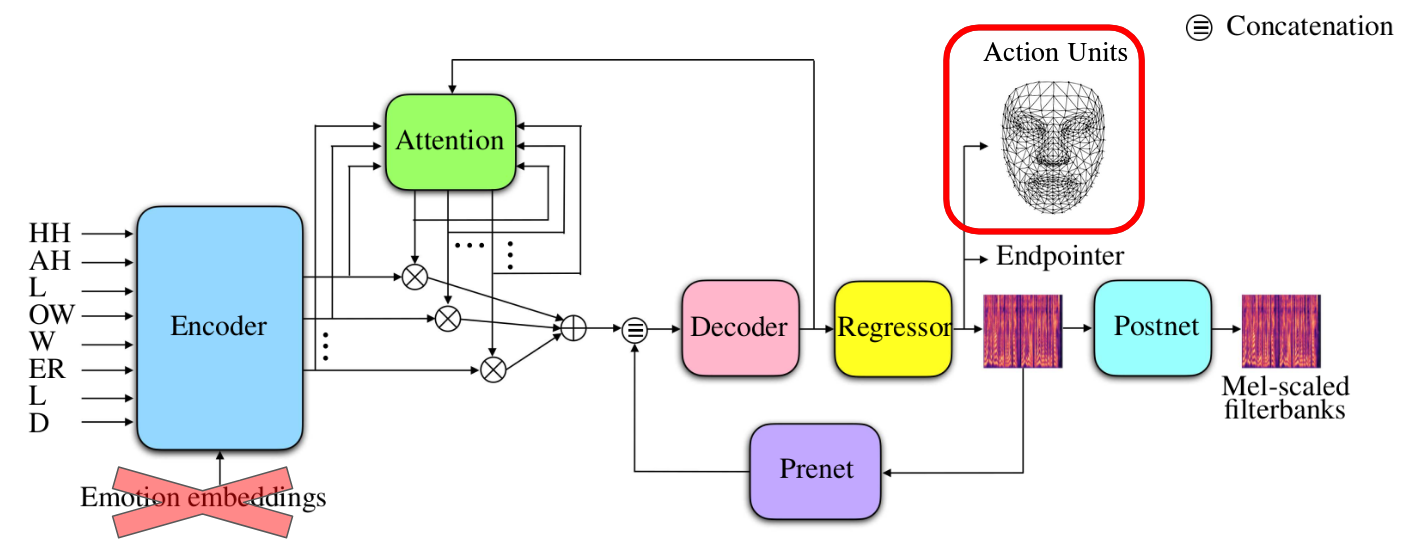 Concatenation
Action Units
Attention
HH
AH
L
OW
W
ER
L
D
Encoder
Endpointer
Decoder
Regressor
Postnet
Mel-scaled
filterbanks
Prenet
Emotion embeddings